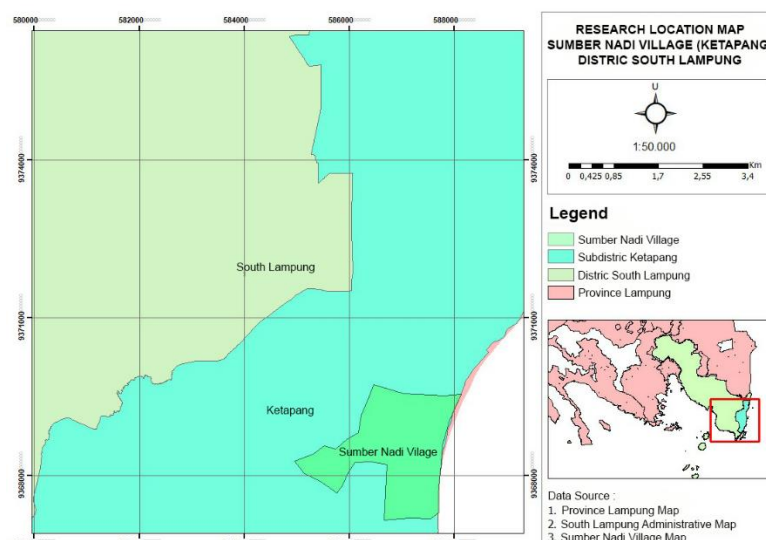 580000
582000
584000
586000
588000
9374000
9371000
9368000
9374000
9371000
9368000
South Lampung
Ketapang
Sumber Nadi Vilage
RESEARCH LOCATION MAP
SUMBER NADI VILLAGE (KETAPANG
DISTRIC SOUTH LAMPUNG
U
1:50.000
Km
0 0,425 0,85 1,7 2,55 3,4
Legend
Sumber Nadi Village
Subdistric Ketapang
Distric South Lampung
Province Lampung
Data Source :
1. Province Lampung Map
2. South Lampung Administrative Map
3. Sumber Nadi Village Map